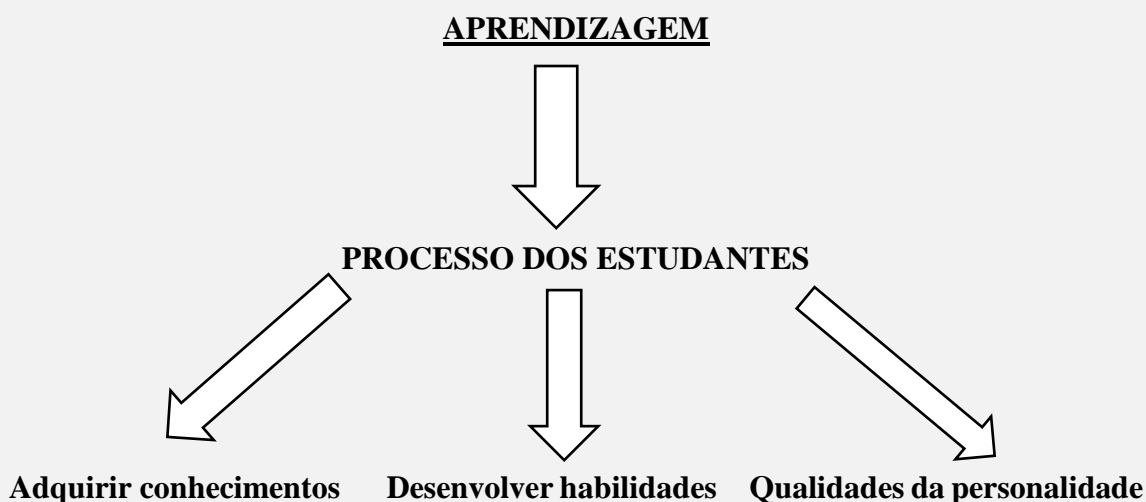 APRENDIZAGEM
PROCESSO DOS ESTUDANTES
Adquirir conhecimentos Desenvolver habilidades Qualidades da personalidade